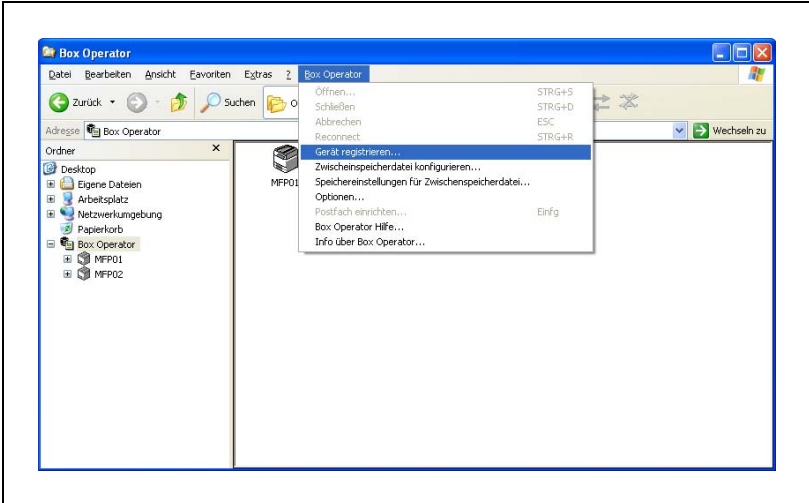 Box Operator
Datei Bearbeiten Ansicht Favoriten Extras ? Box Operator
Zurück Suchen O
Adresse Box Operator Wechseln zu
Öffnen... STRG+S
Schließen STRG+D
Abbrechen ESC
Reconnect STRG+R
Gerät registrieren...
Zwischeinspeicherdatei konfigurieren...
Speichereinstellungen für Zwischenspeicherdatei...
Optionen...
Postfach einrichten... Einfg
Box Operator Hilfe...
Info über Box Operator...
Ordner
Desktop
Eigene Dateien
Arbeitsplatz
Netzwerkumgebung
Papierkorb
Box Operator
MFP01
MFP02
MFP01